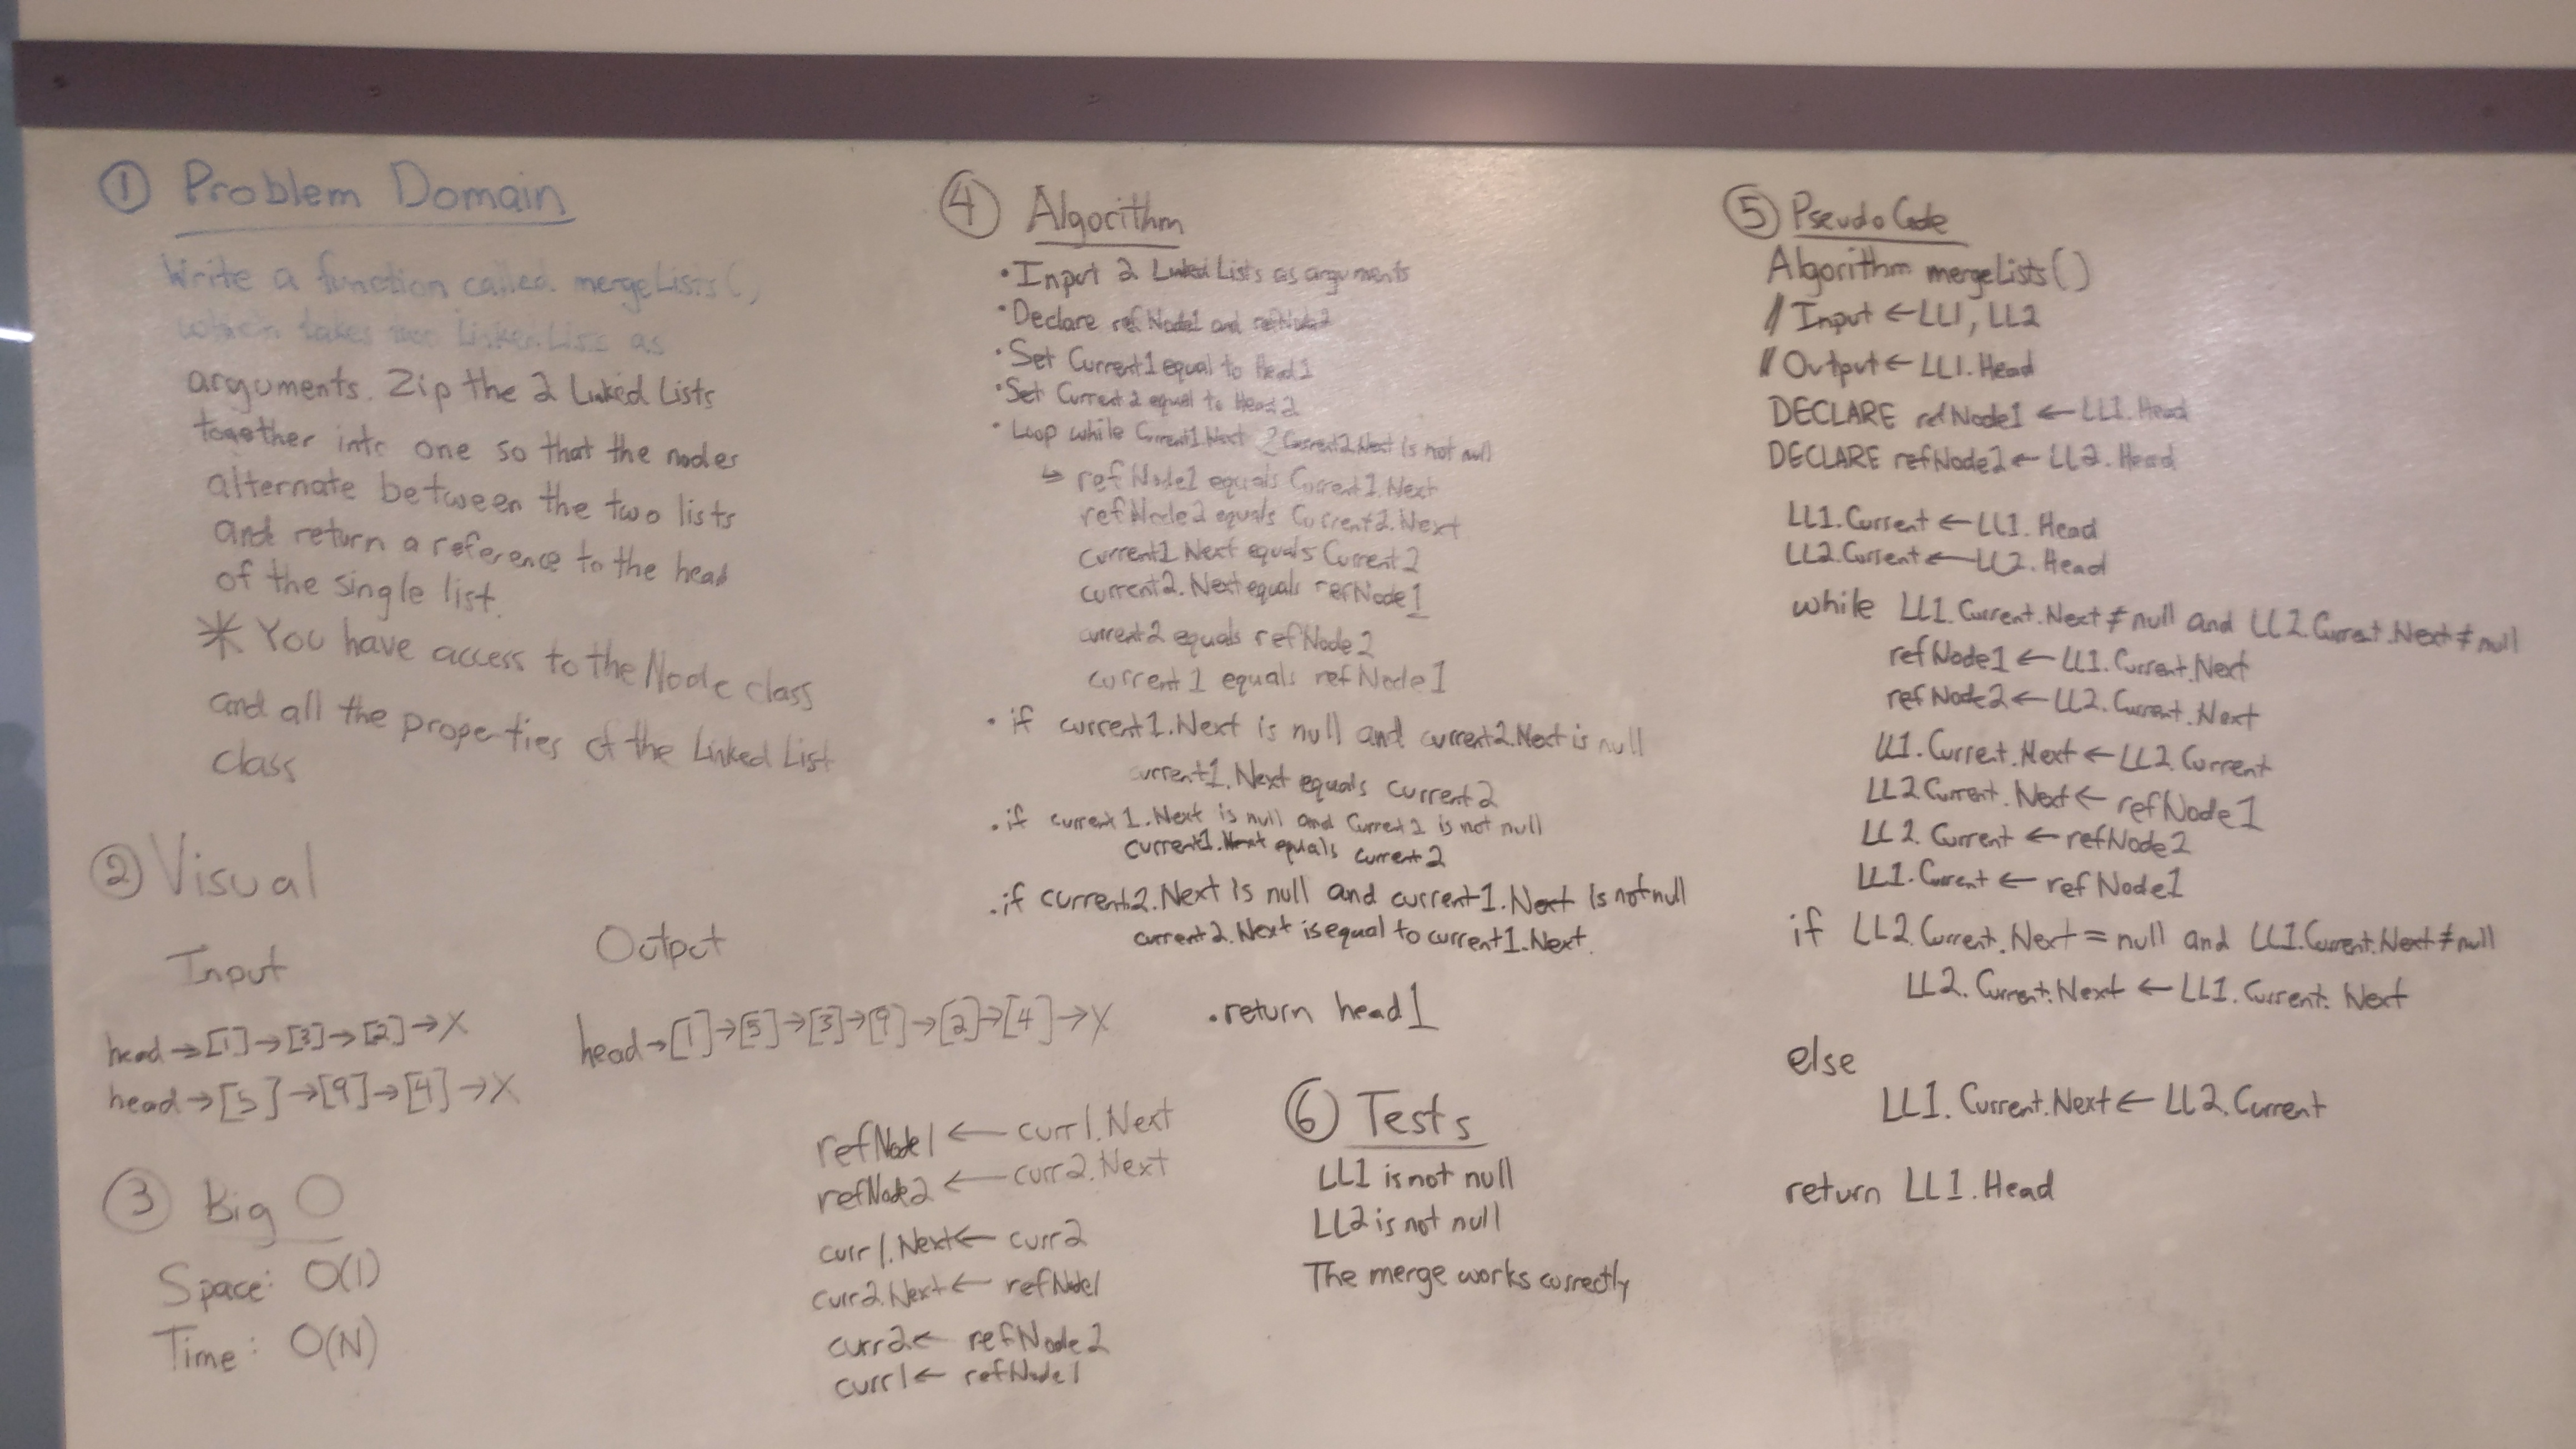 ① Problem Domain
Write a function called mergeLists()
which takes two Linked Lists as
arguments. Zip the 2 Linked Lists
together into one so that the nodes
alternate between the two lists
and return a reference to the head
of the single list.
* You have access to the Node class
and all the properties of the Linked List
class
② Visual
Input
head→[1]→[3]→[2]→X
head→[5]→[9]→[4]→X
Output
head→[1]→[5]→[3]→[9]→[2]→[4]→X
③ Big O
Space: O(1)
Time: O(N)
refNode1 ← curr1.Next
refNode2 ← curr2.Next
curr1.Next ← curr2
curr2.Next ← refNode1
curr2 ← refNode2
curr1 ← refNode1
④ Algorithm
• Input 2 Linked Lists as arguments
• Declare refNode1 and refNode2
• Set Current1 equal to Head1
• Set Current2 equal to Head2
• Loop while Current1.Next Current2.Next is not null
↳ refNode1 equals Current1.Next
refNode2 equals Current2.Next
current1.Next equals Current2
current2.Next equals refNode1
current2 equals refNode2
current1 equals refNode1
• if current1.Next is null and current2.Next is null
current1.Next equals current2
• if current1.Next is null and Current2 is not null
current1.Next equals current2
• if current2.Next is null and current1.Next is not null
current2.Next is equal to current1.Next.
• return head1
⑥ Tests
LL1 is not null
LL2 is not null
The merge works correctly
⑤ Pseudo Code
Algorithm mergeLists()
// Input ← LL1, LL2
// Output ← LL1.Head
DECLARE refNode1 ← LL1.Head
DECLARE refNode2 ← LL2.Head
LL1.Current ← LL1.Head
LL2.Current ← LL2.Head
while LL1.Current.Next ≠ null and LL2.Current.Next ≠ null
refNode1 ← LL1.Current.Next
refNode2 ← LL2.Current.Next
LL1.Current.Next ← LL2.Current
LL2.Current.Next ← refNode1
LL2.Current ← refNode2
LL1.Current ← refNode1
if LL2.Current.Next = null and LL1.Current.Next ≠ null
LL2.Current.Next ← LL1.Current.Next
else
LL1.Current.Next ← LL2.Current
return LL1.Head